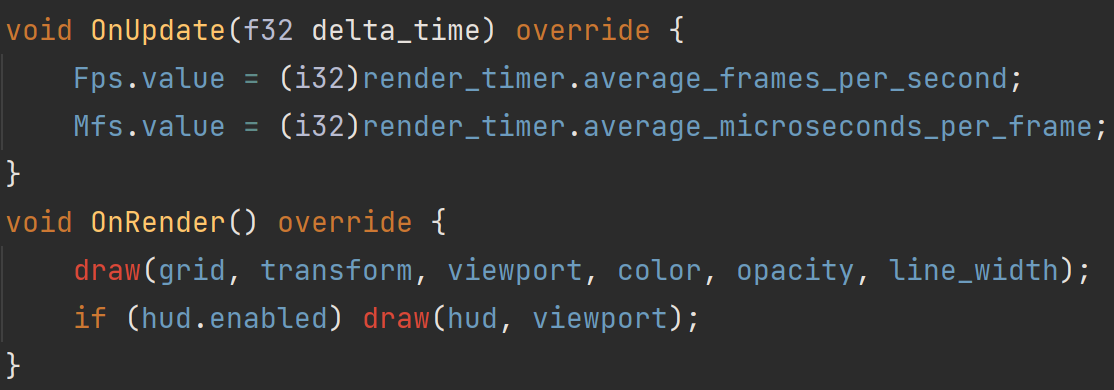 void OnUpdate(f32 delta_time) override {
    Fps.value = (i32)render_timer.average_frames_per_second;
    Mfs.value = (i32)render_timer.average_microseconds_per_frame;
}
void OnRender() override {
    draw(grid, transform, viewport, color, opacity, line_width);
    if (hud.enabled) draw(hud, viewport);
}